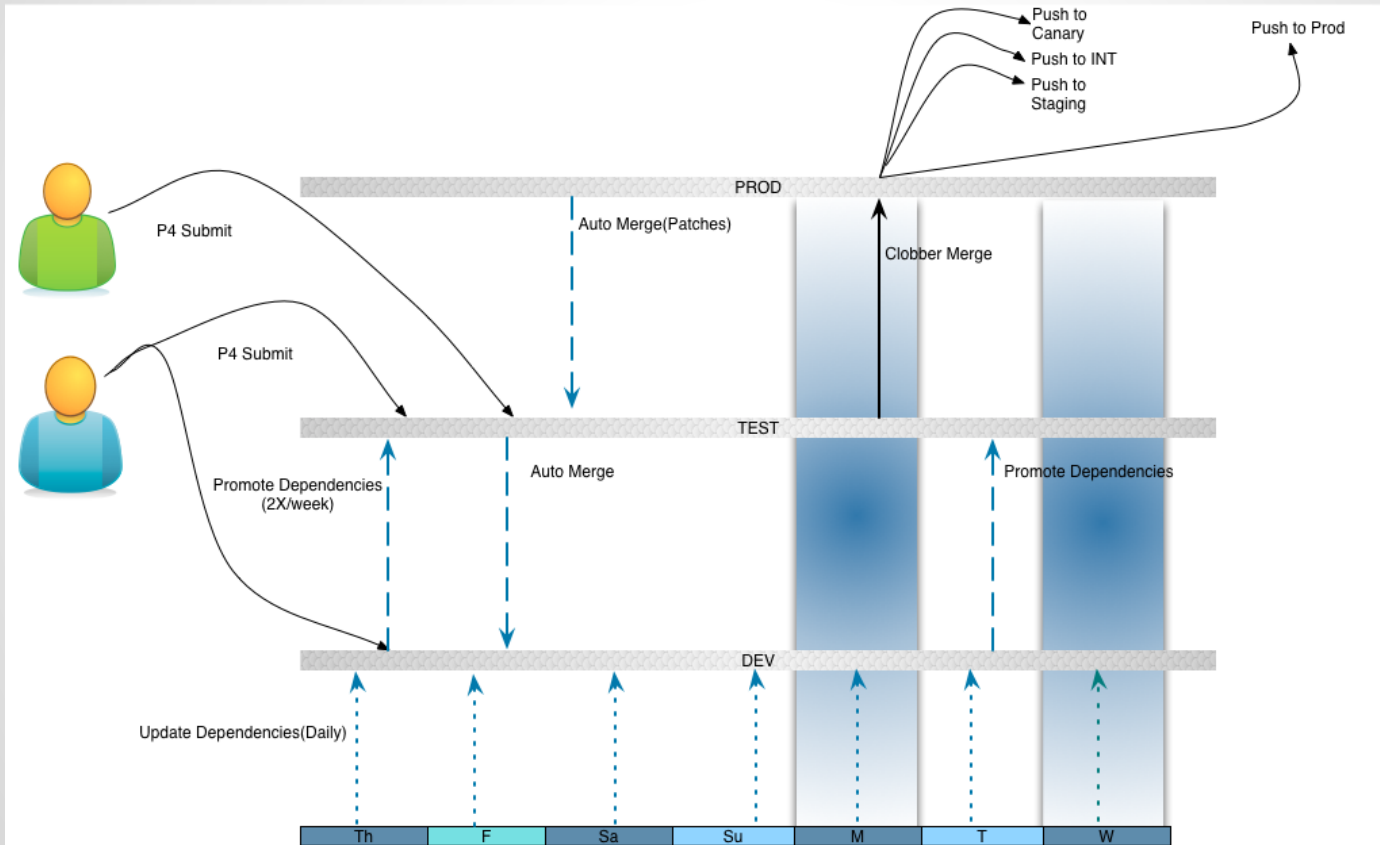 Push to
Canary
Push to INT
Push to
Staging
Push to Prod
PROD
P4 Submit
Auto Merge(Patches)
Clobber Merge
P4 Submit
TEST
Auto Merge
Promote Dependencies
(2X/week)
Promote Dependencies
DEV
Update Dependencies(Daily)
Th
F
Sa
Su
M
T
W